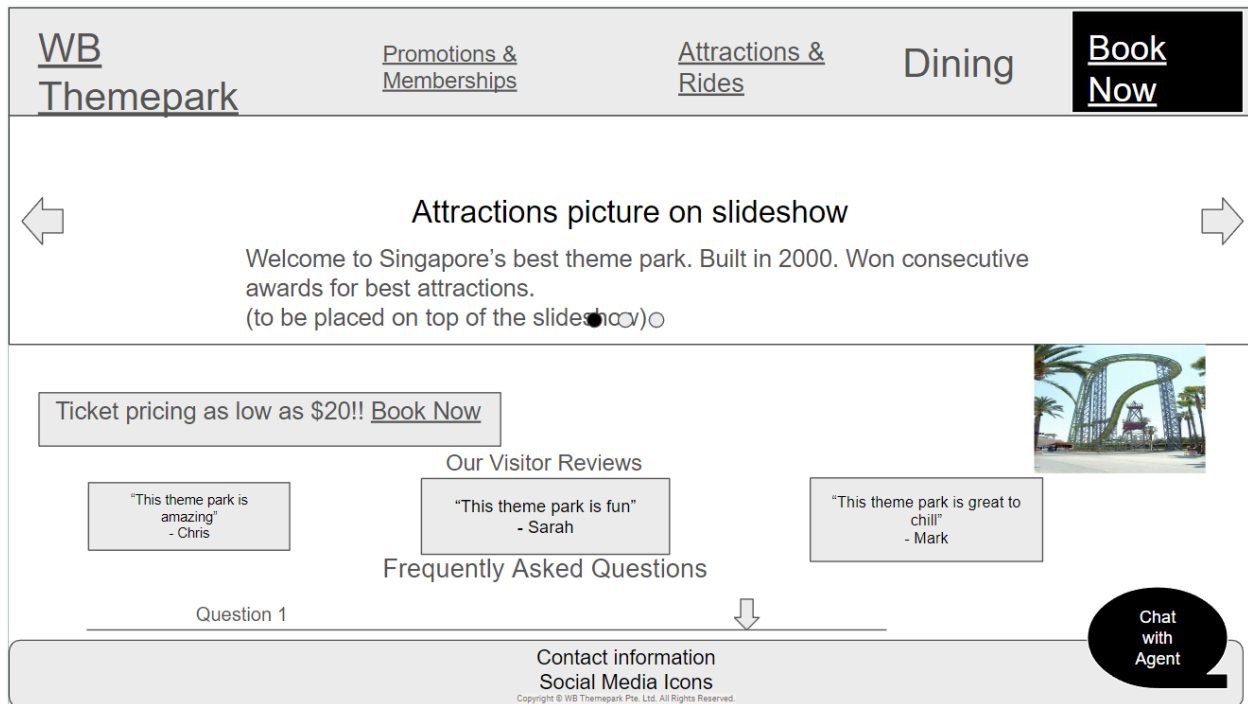 WB
Themepark
Promotions &
Memberships
Attractions &
Rides
Dining
Book
Now
Attractions picture on slideshow
Welcome to Singapore’s best theme park. Built in 2000. Won consecutive
awards for best attractions.
(to be placed on top of the slideshow)
Ticket pricing as low as $20!! Book Now
Our Visitor Reviews
“This theme park is
amazing”
- Chris
“This theme park is fun”
- Sarah
“This theme park is great to
chill”
- Mark
Frequently Asked Questions
Question 1
Chat
with
Agent
Contact information
Social Media Icons
Copyright © WB Themepark Pte. Ltd. All Rights Reserved.